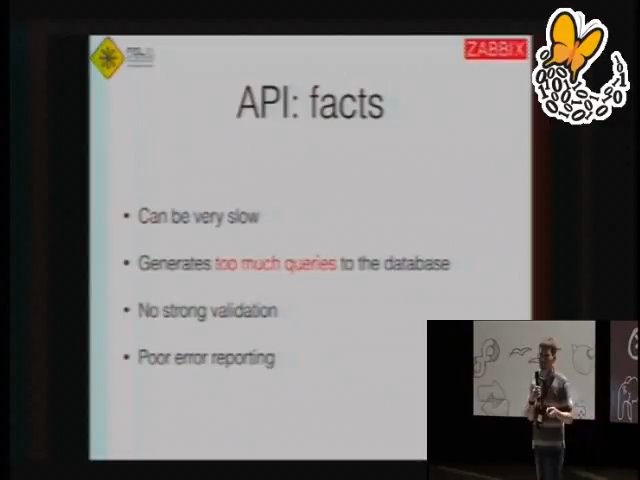 ZABBIX
API: facts
• Can be very slow
• Generates too much queries to the database
• No strong validation
• Poor error reporting